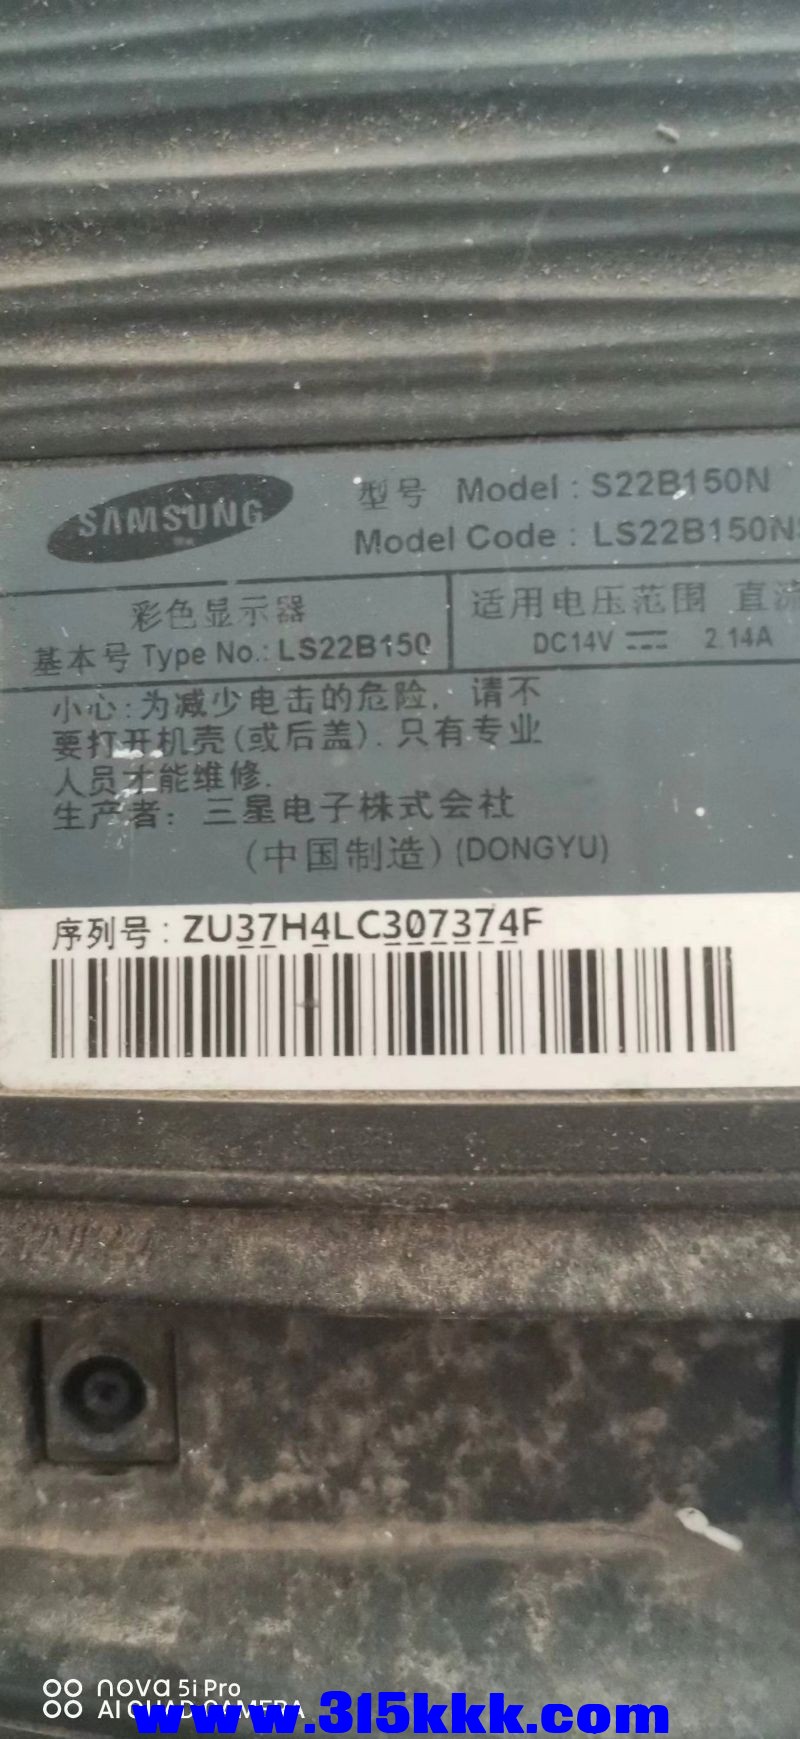 SAMSUNG
型号 Model : S22B150N
Model Code : LS22B150N
彩色显示器
基本号 Type No.: LS22B150
适用电压范围 直流
DC14V 2.14A
小心:为减少电击的危险, 请不
要打开机壳(或后盖). 只有专业
人员才能维修.
生产者: 三星电子株式会社
(中国制造) (DONGYU)
序列号: ZU37H4LC307374F
nova 5i Pro
AI QUAD CAMERA
www.315kkk.com